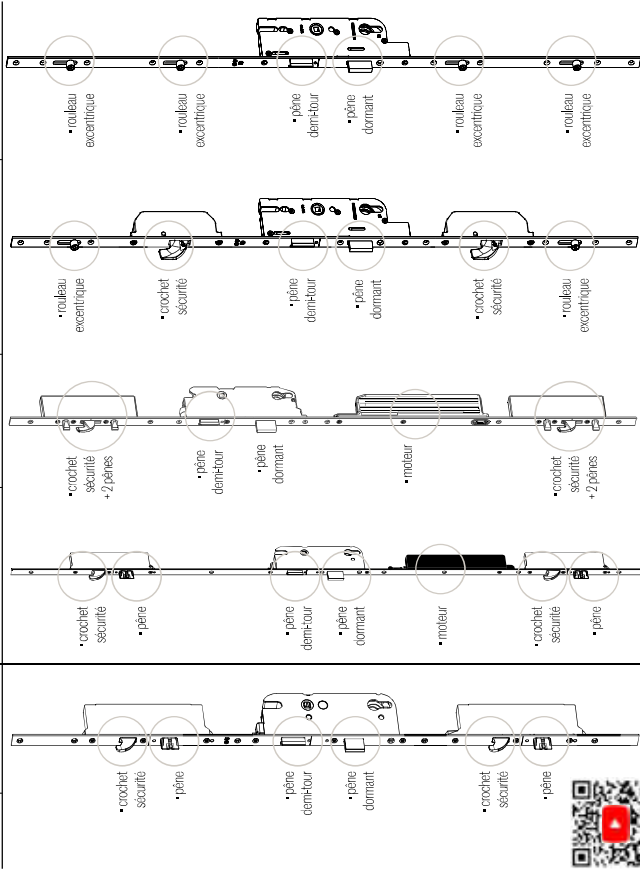 ▪ rouleau
excentrique
▪ rouleau
excentrique
▪ pêne
demi-tour
▪ pêne
dormant
▪ rouleau
excentrique
▪ rouleau
excentrique
▪ rouleau
excentrique
▪ crochet
sécurité
▪ pêne
demi-tour
▪ pêne
dormant
▪ crochet
sécurité
▪ rouleau
excentrique
▪ crochet
sécurité
+ 2 pênes
▪ pêne
demi-tour
▪ pêne
dormant
▪ moteur
▪ crochet
sécurité
+ 2 pênes
▪ crochet
sécurité
▪ pêne
▪ pêne
demi-tour
▪ pêne
dormant
▪ moteur
▪ crochet
sécurité
▪ pêne
▪ crochet
sécurité
▪ pêne
▪ pêne
demi-tour
▪ pêne
dormant
▪ crochet
sécurité
▪ pêne